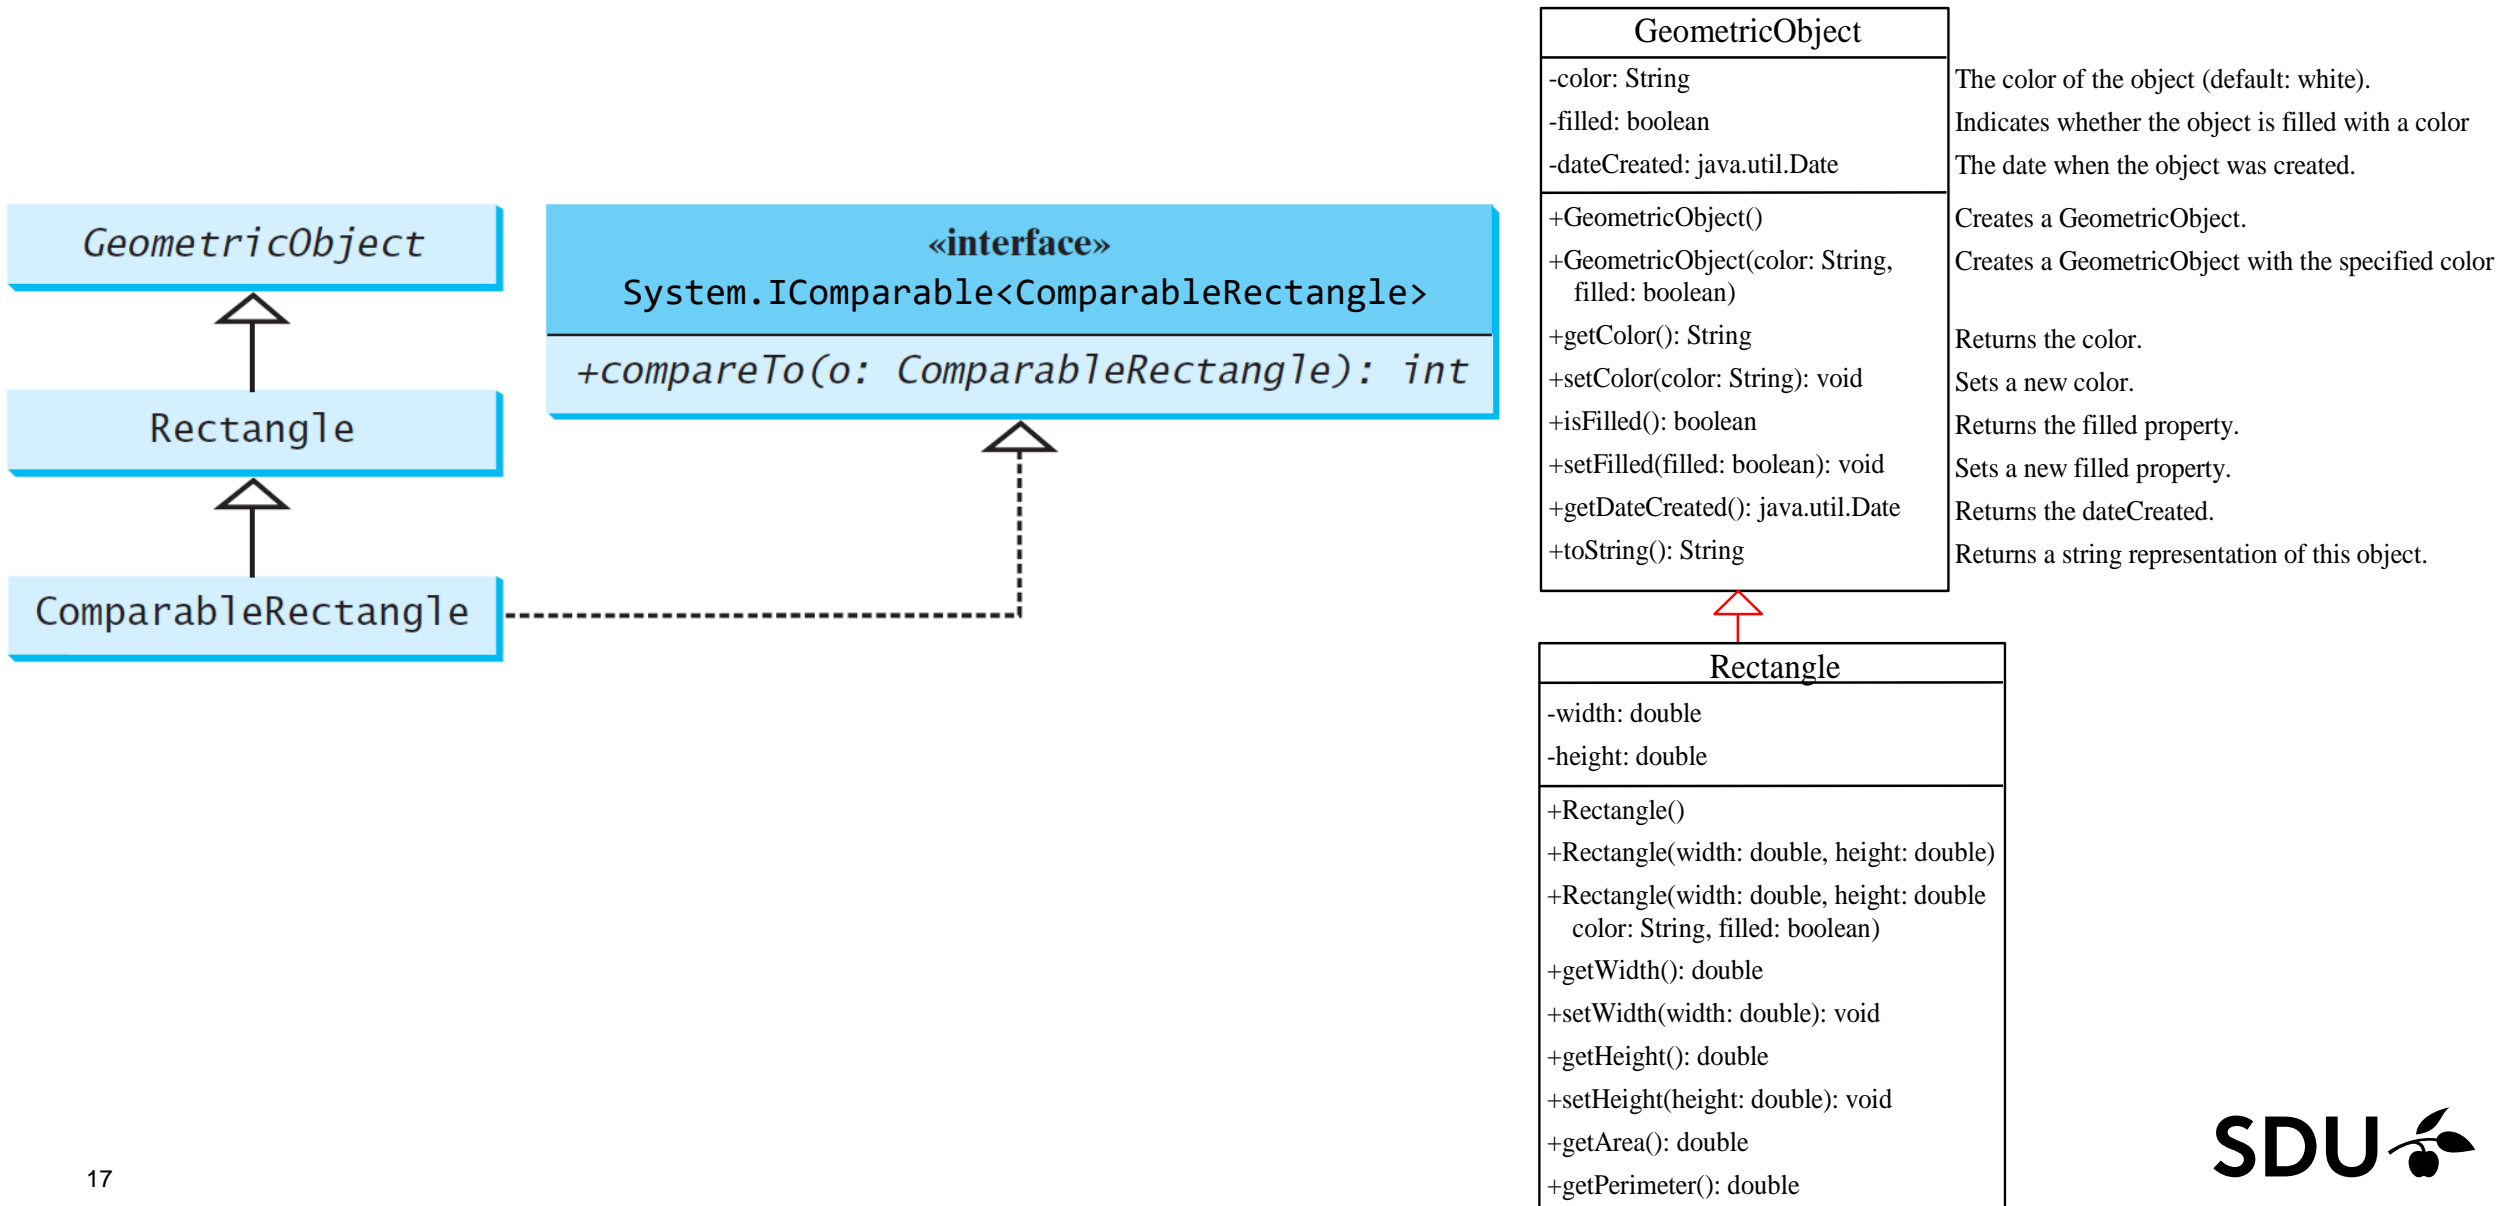 GeometricObject
Rectangle
ComparableRectangle
«interface»
System.IComparable<ComparableRectangle>
+compareTo(o: ComparableRectangle): int
GeometricObject
-color: String
The color of the object (default: white).
-filled: boolean
Indicates whether the object is filled with a color
-dateCreated: java.util.Date
The date when the object was created.
+GeometricObject()
Creates a GeometricObject.
+GeometricObject(color: String,
filled: boolean)
Creates a GeometricObject with the specified color
+getColor(): String
Returns the color.
+setColor(color: String): void
Sets a new color.
+isFilled(): boolean
Returns the filled property.
+setFilled(filled: boolean): void
Sets a new filled property.
+getDateCreated(): java.util.Date
Returns the dateCreated.
+toString(): String
Returns a string representation of this object.
Rectangle
-width: double
-height: double
+Rectangle()
+Rectangle(width: double, height: double)
+Rectangle(width: double, height: double
color: String, filled: boolean)
+getWidth(): double
+setWidth(width: double): void
+getHeight(): double
+setHeight(height: double): void
+getArea(): double
+getPerimeter(): double
17
SDU